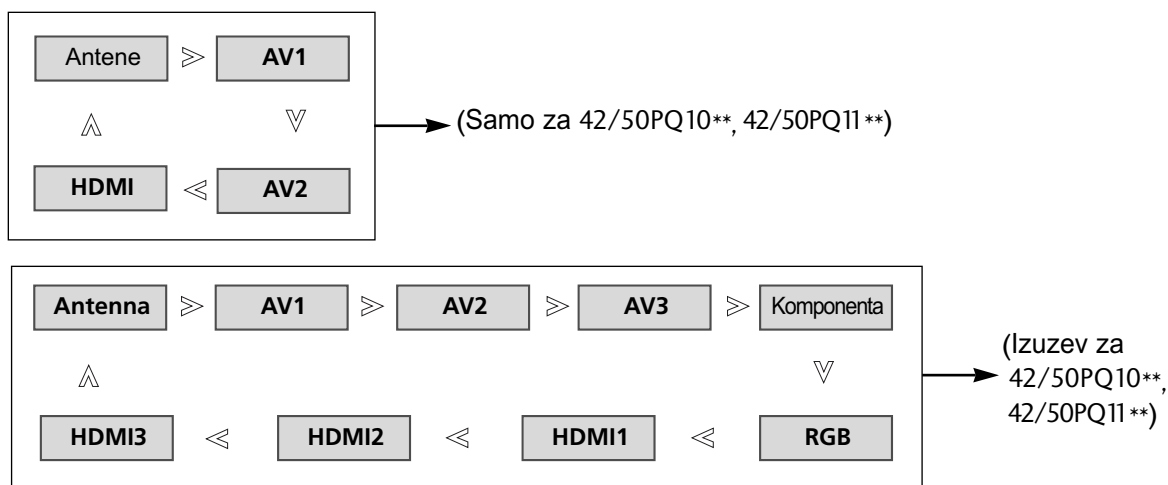 Antene AV1
(Samo za 42/50PQ10**, 42/50PQ11**)
HDMI AV2
Antenna AV1 AV2 AV3 Komponenta
(Izuzev za
42/50PQ10**,
42/50PQ11**)
HDMI3 HDMI2 HDMI1 RGB